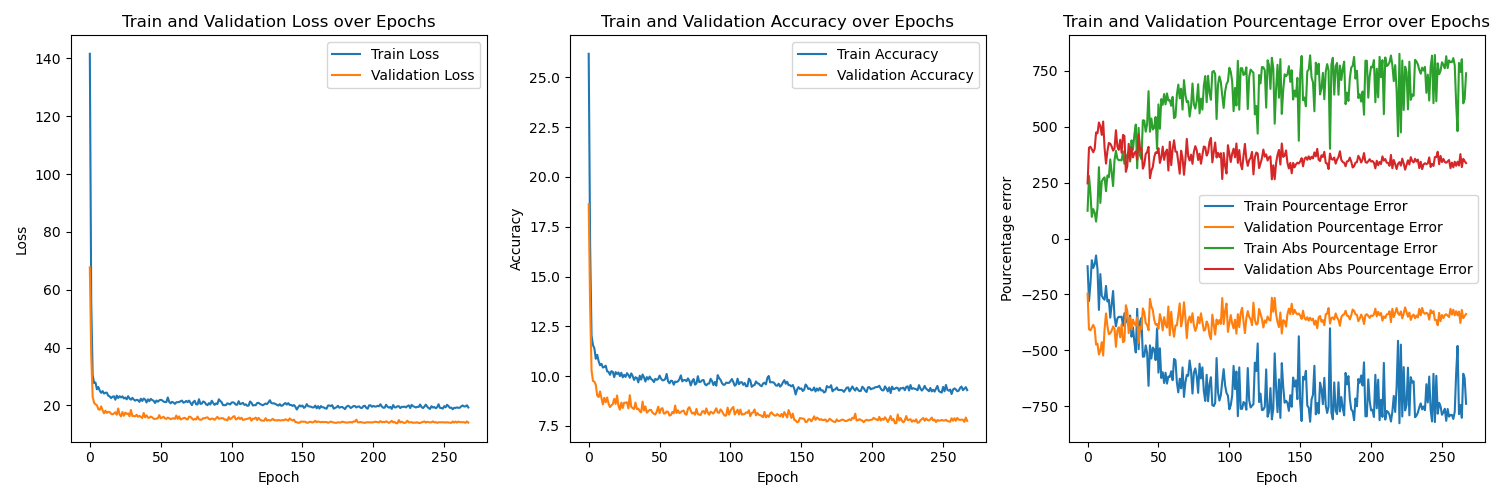 Train and Validation Loss over Epochs
Loss
140
120
100
80
60
40
20
0
50
100
150
200
250
Epoch
Train Loss
Validation Loss
Train and Validation Accuracy over Epochs
Accuracy
25.0
22.5
20.0
17.5
15.0
12.5
10.0
7.5
0
50
100
150
200
250
Epoch
Train Accuracy
Validation Accuracy
Train and Validation Pourcentage Error over Epochs
Pourcentage error
750
500
250
0
−250
−500
−750
0
50
100
150
200
250
Epoch
Train Pourcentage Error
Validation Pourcentage Error
Train Abs Pourcentage Error
Validation Abs Pourcentage Error